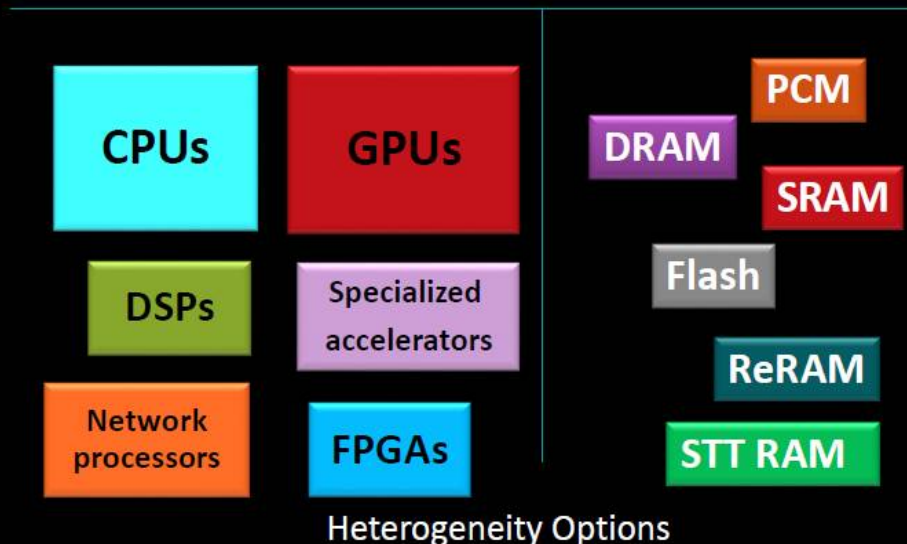 CPUs
GPUs
DSPs
Specialized
accelerators
Network
processors
FPGAs
PCM
DRAM
SRAM
Flash
ReRAM
STT RAM
Heterogeneity Options